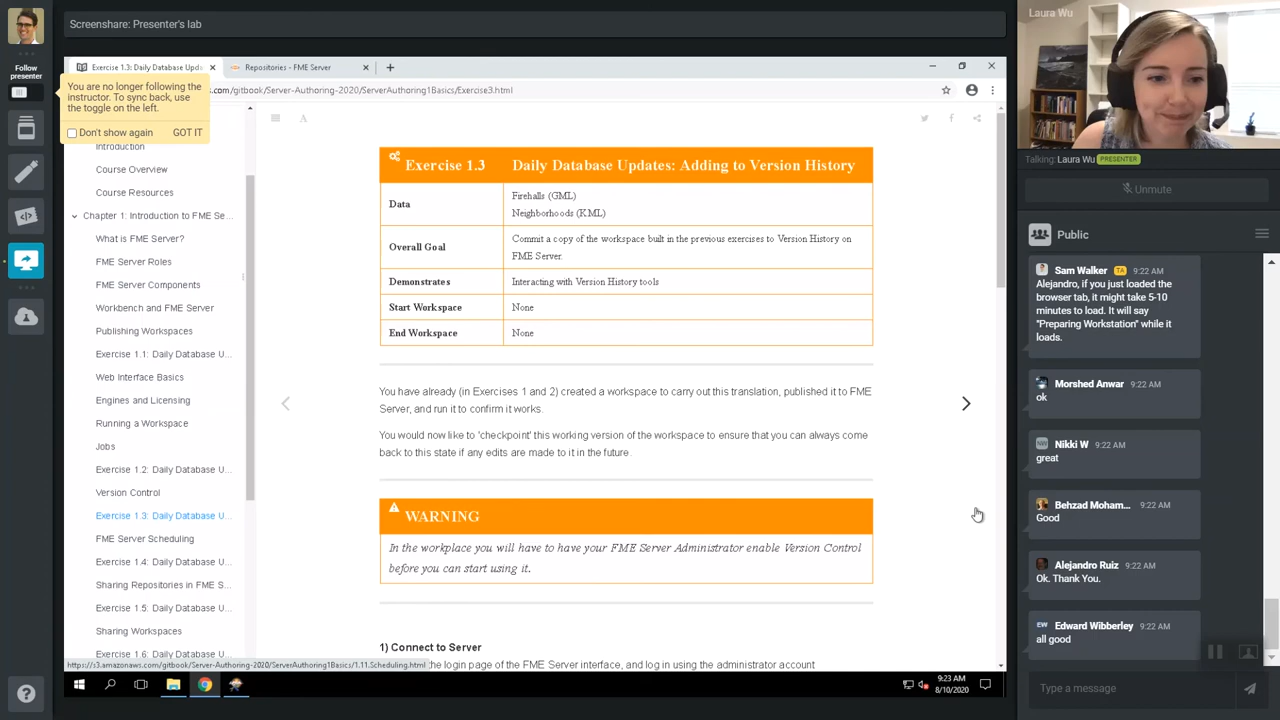 Screenshare: Presenter's lab
Follow
presenter
You are no longer following the
instructor. To sync back, use
the toggle on the left.
Don't show again
GOT IT
Exercise 1.3: Daily Database Upda
Repositories - FME Server
.com/gitbook/Server-Authoring-2020/ServerAuthoring1Basics/Exercise3.html
Introduction
Course Overview
Course Resources
Chapter 1: Introduction to FME Se...
What is FME Server?
FME Server Roles
FME Server Components
Workbench and FME Server
Publishing Workspaces
Exercise 1.1: Daily Database U...
Web Interface Basics
Engines and Licensing
Running a Workspace
Jobs
Exercise 1.2: Daily Database U...
Version Control
Exercise 1.3: Daily Database U...
FME Server Scheduling
Exercise 1.4: Daily Database U...
Sharing Repositories in FME S...
Exercise 1.5: Daily Database U...
Sharing Workspaces
Exercise 1.6: Daily Database U...
https://s3.amazonaws.com/gitbook/Server-Authoring-2020/ServerAuthoring1Basics/1.11.Scheduling.html
A
Exercise 1.3 Daily Database Updates: Adding to Version History
Data
Firehalls (GML)
Neighborhoods (KML)
Overall Goal
Commit a copy of the workspace built in the previous exercises to Version History on
FME Server.
Demonstrates
Interacting with Version History tools
Start Workspace
None
End Workspace
None
You have already (in Exercises 1 and 2) created a workspace to carry out this translation, published it to FME
Server, and run it to confirm it works.
You would now like to 'checkpoint' this working version of the workspace to ensure that you can always come
back to this state if any edits are made to it in the future.
WARNING
In the workplace you will have to have your FME Server Administrator enable Version Control
before you can start using it.
1) Connect to Server
the login page of the FME Server interface, and log in using the administrator account
9:23 AM
8/10/2020
Laura Wu
Talking: Laura Wu PRESENTER
Unmute
Public
Sam Walker TA 9:22 AM
Alejandro, if you just loaded the
browser tab, it might take 5-10
minutes to load. It will say
"Preparing Workstation" while it
loads.
Morshed Anwar 9:22 AM
ok
NW Nikki W 9:22 AM
great
Behzad Moham... 9:22 AM
Good
Alejandro Ruiz 9:22 AM
Ok. Thank You.
EW Edward Wibberley 9:22 AM
all good
Type a message